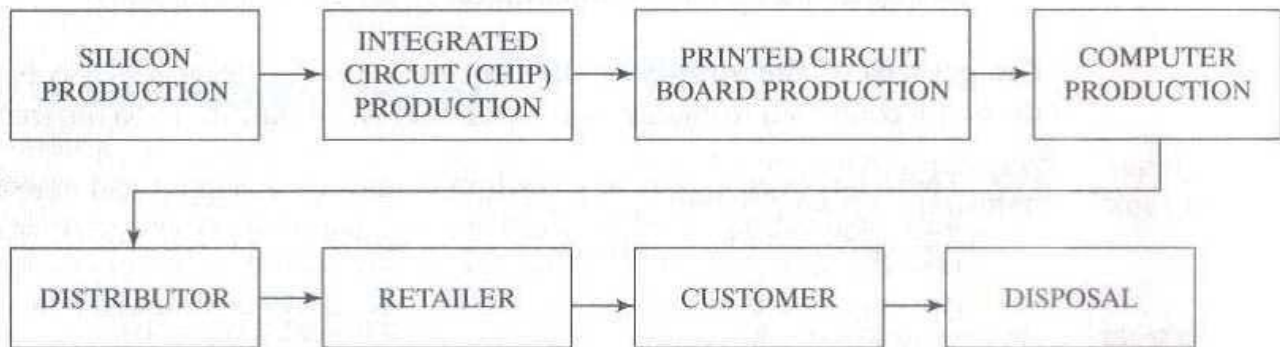 SILICON
PRODUCTION
INTEGRATED
CIRCUIT (CHIP)
PRODUCTION
PRINTED CIRCUIT
BOARD PRODUCTION
COMPUTER
PRODUCTION
DISTRIBUTOR
RETAILER
CUSTOMER
DISPOSAL